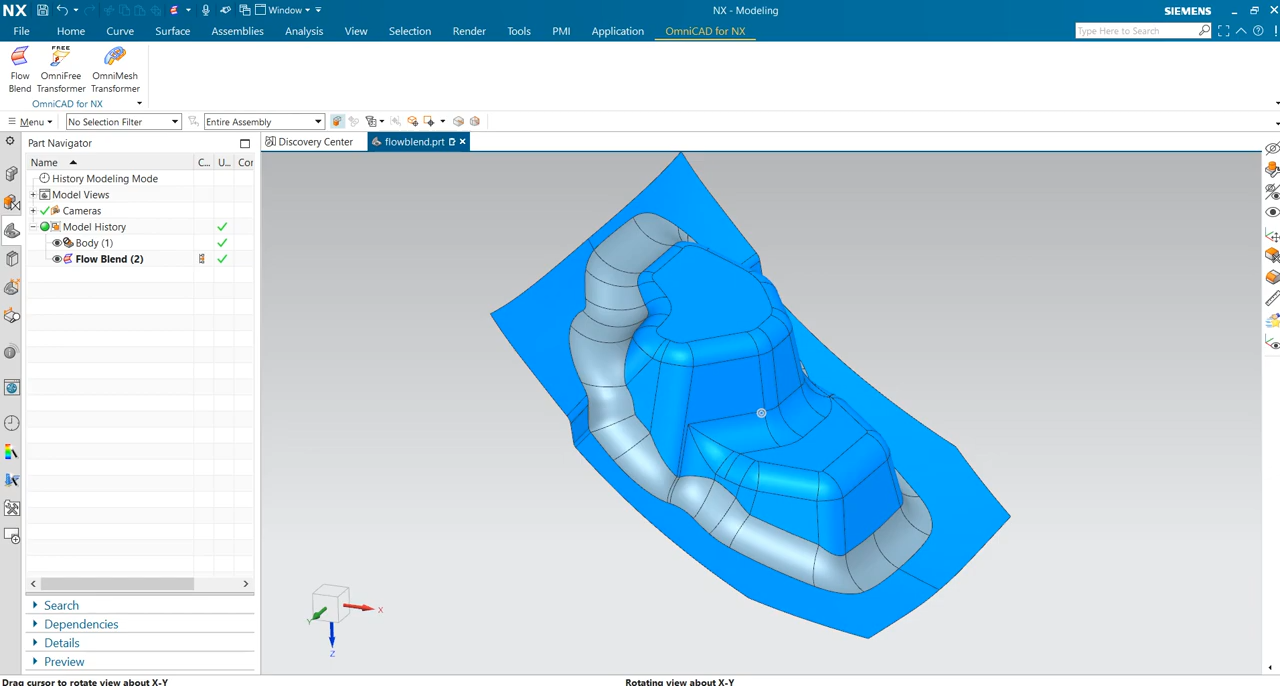 NX
Window
NX - Modeling
SIEMENS
File
Home
Curve
Surface
Assemblies
Analysis
View
Selection
Render
Tools
PMI
Application
OmniCAD for NX
Type Here to Search
Flow Blend
FREE
OmniFree Transformer
OmniMesh Transformer
OmniCAD for NX
Menu
No Selection Filter
Entire Assembly
Part Navigator
Discovery Center
flowblend.prt
Name
C...
U...
Cor
History Modeling Mode
Model Views
Cameras
Model History
Body (1)
Flow Blend (2)
X
Y
Z
Search
Dependencies
Details
Preview
Drag cursor to rotate view about X-Y
Rotating view about X-Y